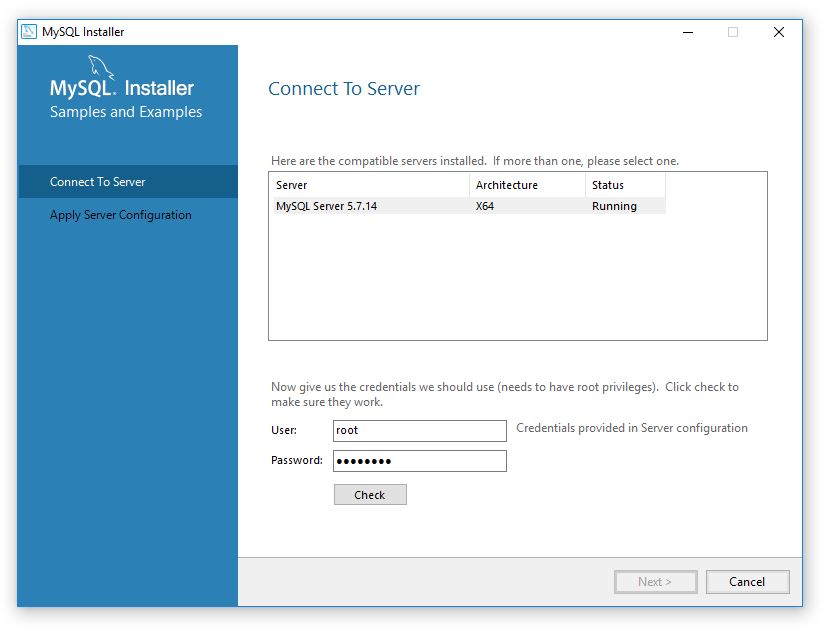 MySQL Installer
MySQL. Installer
Samples and Examples
Connect To Server
Apply Server Configuration
Connect To Server
Here are the compatible servers installed.  If more than one, please select one.
Server Architecture Status
MySQL Server 5.7.14 X64 Running
Now give us the credentials we should use (needs to have root privileges).  Click check to
make sure they work.
User: root Credentials provided in Server configuration
Password: ●●●●●●●●
Check
Next > Cancel